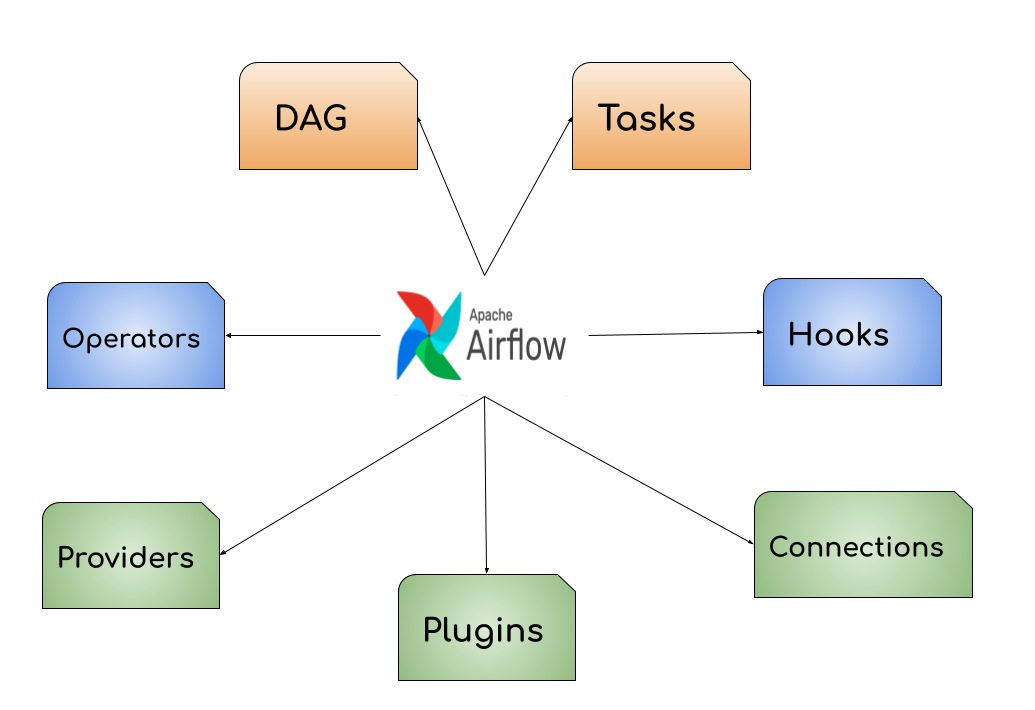 DAG
Tasks
Apache
Airflow
Operators
Hooks
Providers
Connections
Plugins